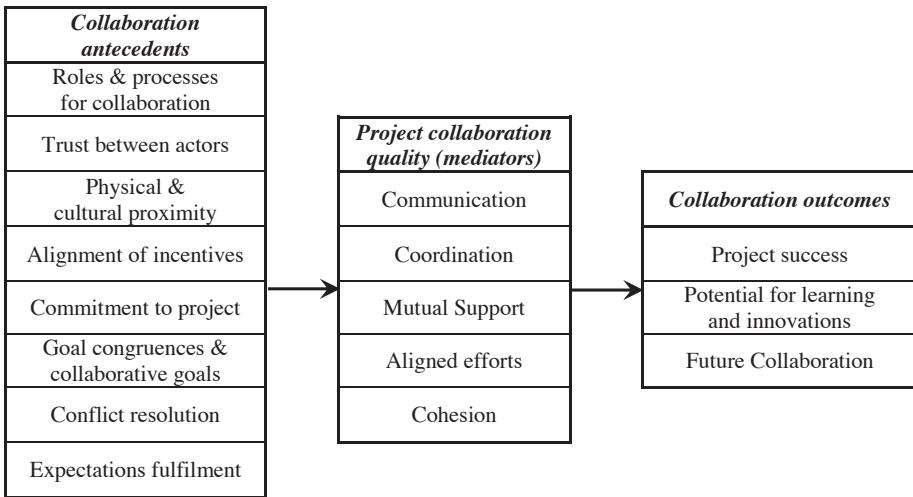 Collaboration
antecedents
Roles & processes
for collaboration
Trust between actors
Physical &
cultural proximity
Alignment of incentives
Commitment to project
Goal congruences &
collaborative goals
Conflict resolution
Expectations fulfilment
Project collaboration
quality (mediators)
Communication
Coordination
Mutual Support
Aligned efforts
Cohesion
Collaboration outcomes
Project success
Potential for learning
and innovations
Future Collaboration